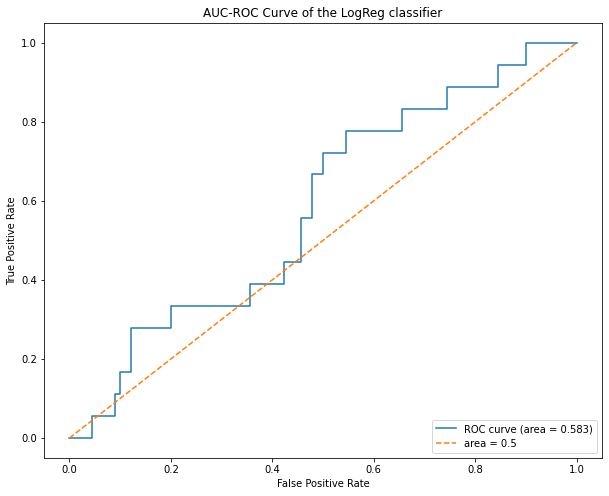 AUC-ROC Curve of the LogReg classifier
1.0
0.8
0.6
0.4
0.2
0.0
True Positive Rate
ROC curve (area = 0.583)
area = 0.5
0.0 0.2 0.4 0.6 0.8 1.0
False Positive Rate